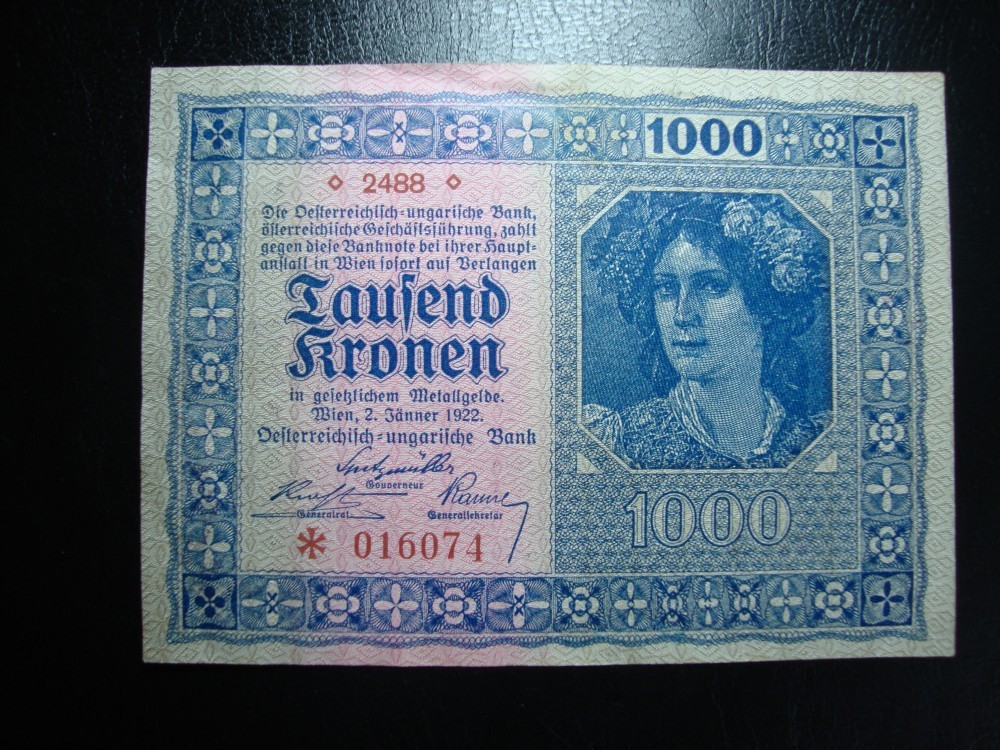 1000
◇ 2488 ◇
Die Oesterreichisch-ungarische Bank,
österreichische Geschäftsführung, zahlt
gegen diese Banknote bei ihrer Haupt-
anstalt in Wien sofort auf Verlangen
Tausend
Kronen
in gesetzlichem Metallgelde.
Wien, 2. Jänner 1922.
Oesterreichisch-ungarische Bank
Spitzmüller
Gouverneur
Generalrat
Generalsekretär
* 016074
1000